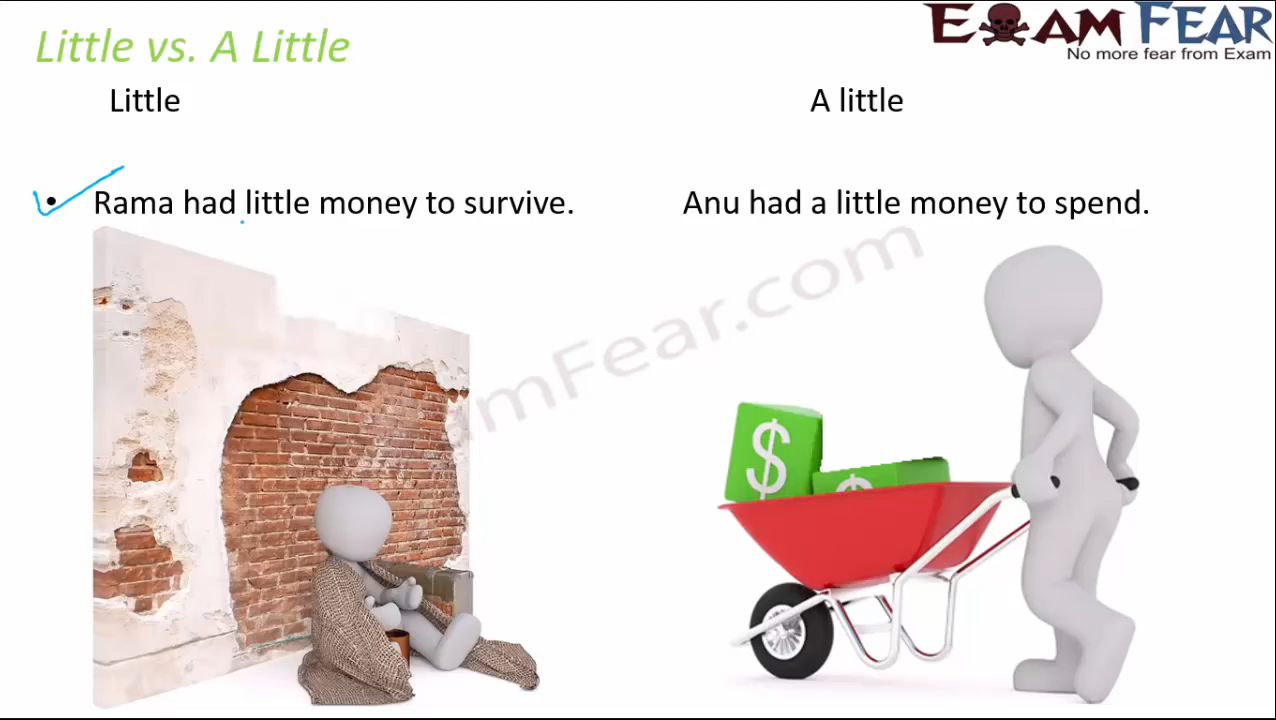 Little vs. A Little
EXAM FEAR
No more fear from Exam
Little
A little
• Rama had little money to survive.
Anu had a little money to spend.
amFear.com
$
$